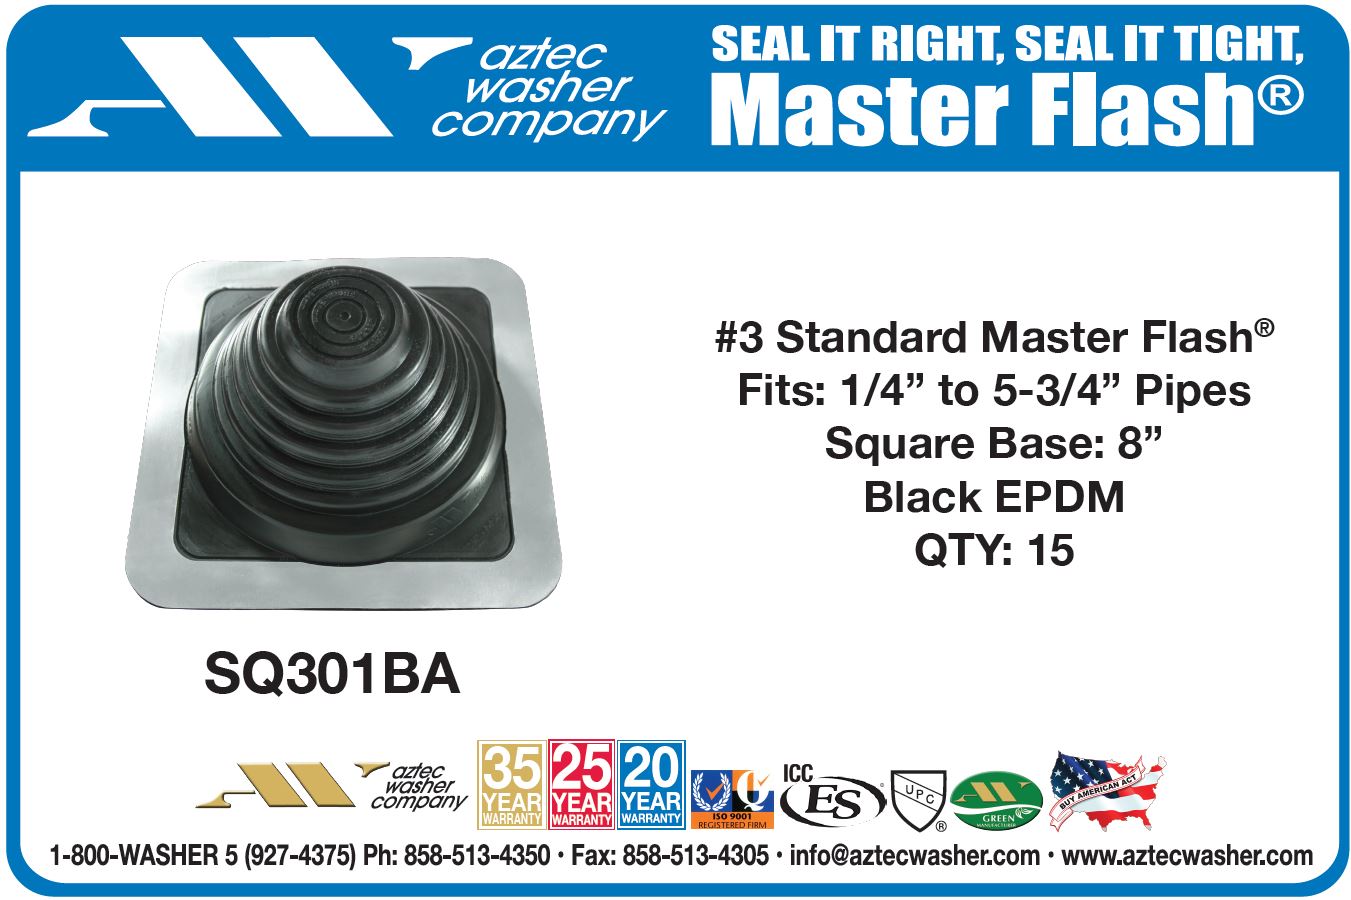 aztec
washer
company
SEAL IT RIGHT, SEAL IT TIGHT,
Master Flash®
#3 Standard Master Flash®
Fits: 1/4” to 5-3/4” Pipes
Square Base: 8”
Black EPDM
QTY: 15
SQ301BA
aztec
washer
company
35
YEAR
WARRANTY
25
YEAR
WARRANTY
20
YEAR
WARRANTY
Q
ISO 9001
REGISTERED FIRM
ICC
ES
UPC
®
GREEN
MANUFACTURER
BUY AMERICAN ACT
1-800-WASHER 5 (927-4375) Ph: 858-513-4350 · Fax: 858-513-4305 · info@aztecwasher.com · www.aztecwasher.com